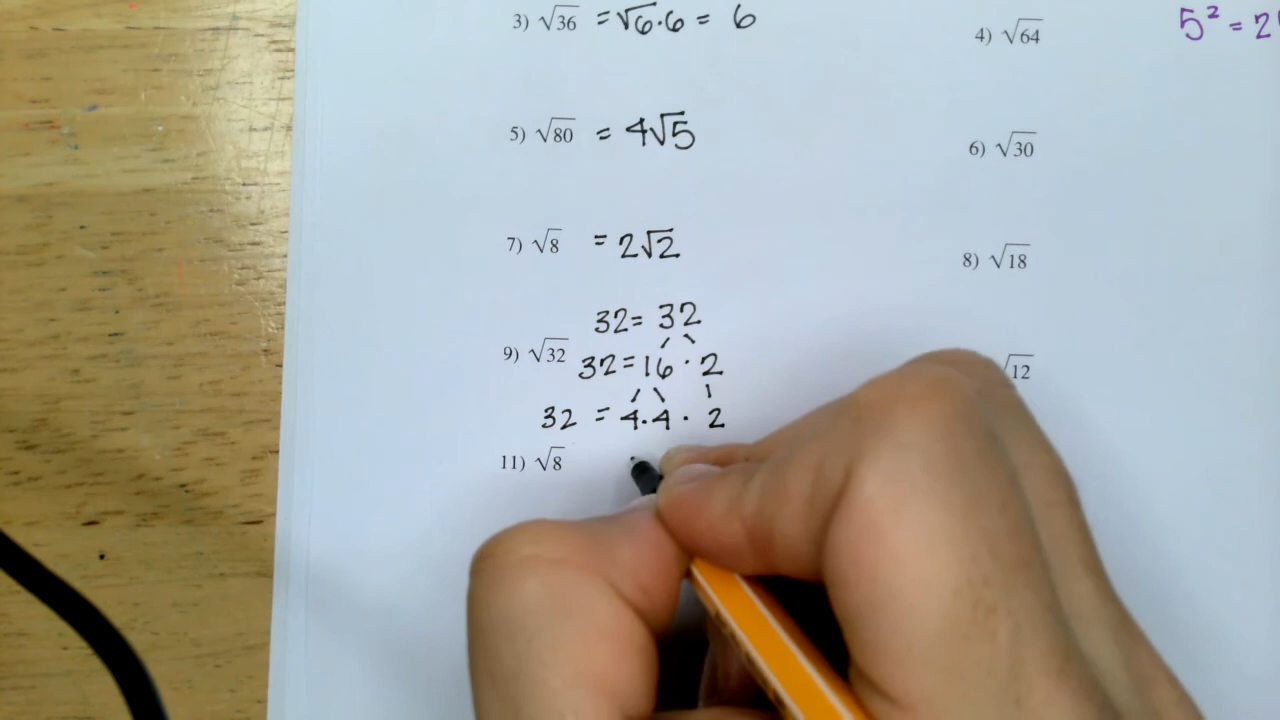 3) √36 = √6·6 = 6
4) √64
5² = 2
5) √80 = 4√5
6) √30
7) √8 = 2√2
8) √18
32 = 32
9) √32 32 = 16 · 2
√12
32 = 4·4 · 2
11) √8